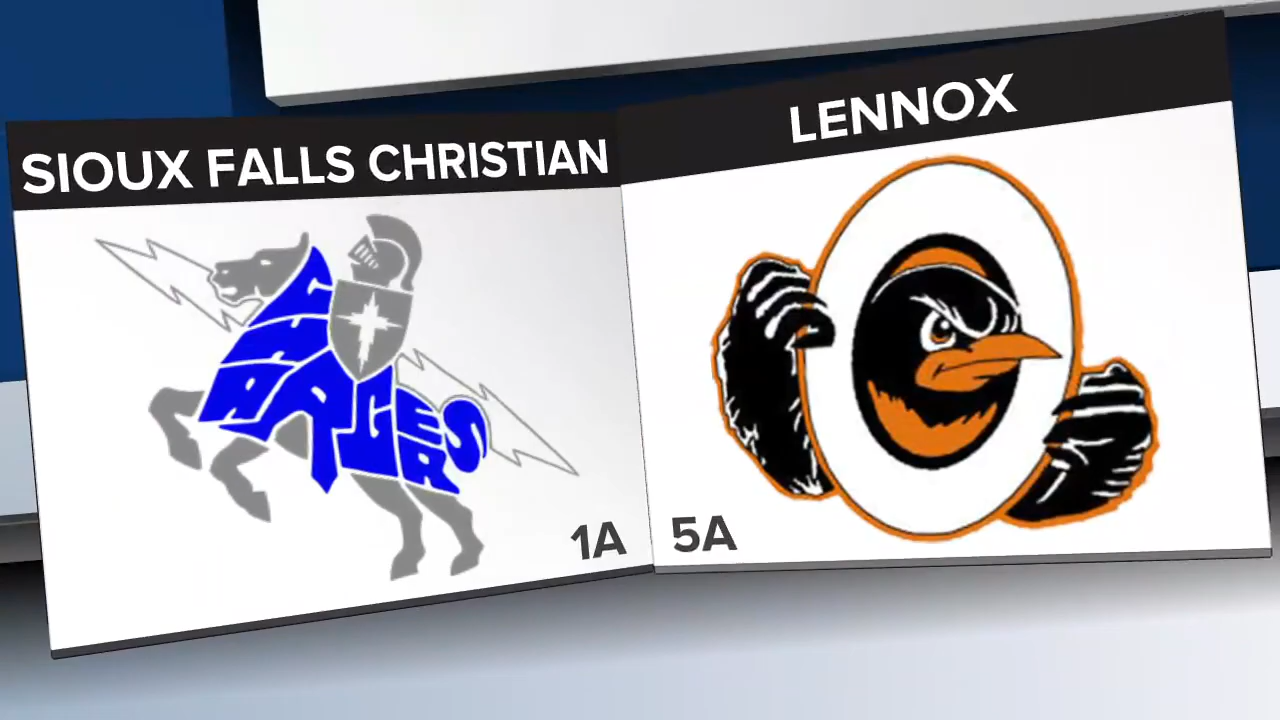 SIOUX FALLS CHRISTIAN
CHARGERS
1A
LENNOX
5A